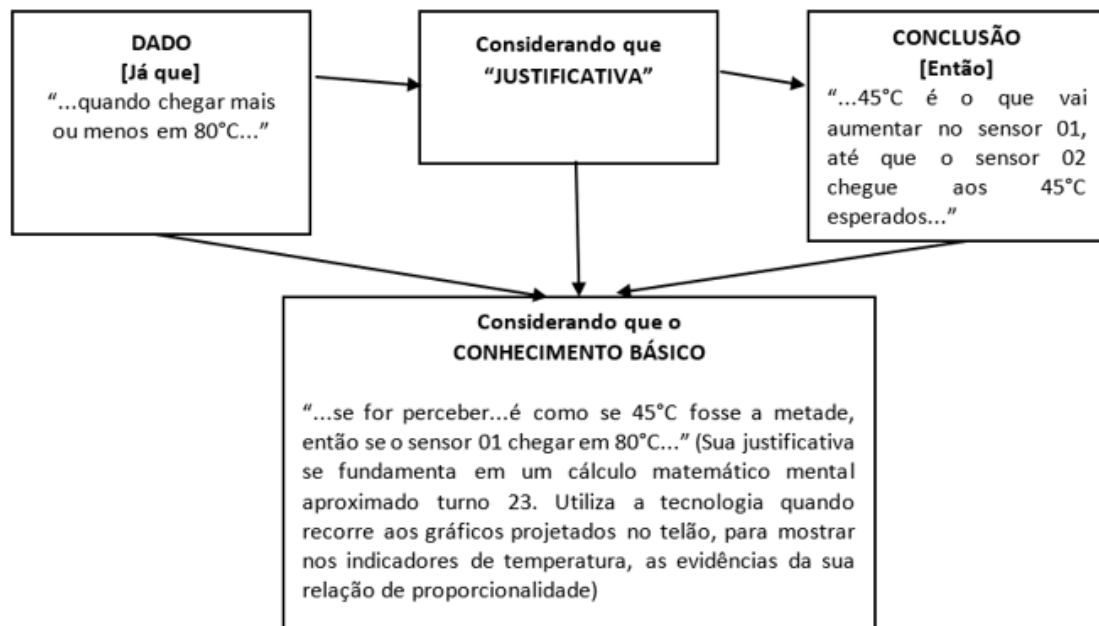 DADO
[Já que]
“...quando chegar mais
ou menos em 80°C...”
Considerando que
“JUSTIFICATIVA”
CONCLUSÃO
[Então]
“...45°C é o que vai
aumentar no sensor 01,
até que o sensor 02
chegue aos 45°C
esperados...”
Considerando que o
CONHECIMENTO BÁSICO
“...se for perceber...é como se 45°C fosse a metade,
então se o sensor 01 chegar em 80°C...” (Sua justificativa
se fundamenta em um cálculo matemático mental
aproximado turno 23. Utiliza a tecnologia quando
recorre aos gráficos projetados no telão, para mostrar
nos indicadores de temperatura, as evidências da sua
relação de proporcionalidade)